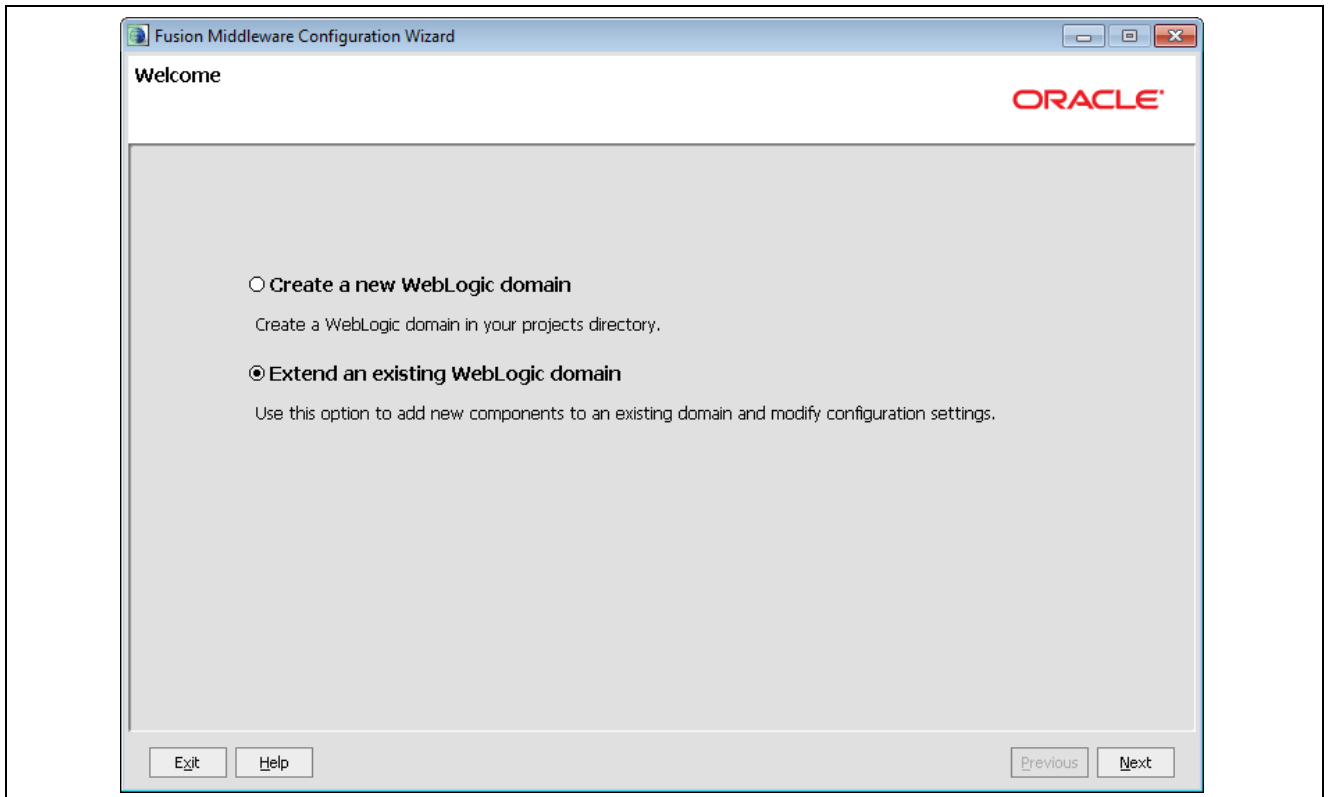 Fusion Middleware Configuration Wizard
Welcome
ORACLE
Create a new WebLogic domain
Create a WebLogic domain in your projects directory.
Extend an existing WebLogic domain
Use this option to add new components to an existing domain and modify configuration settings.
Exit Help Previous Next